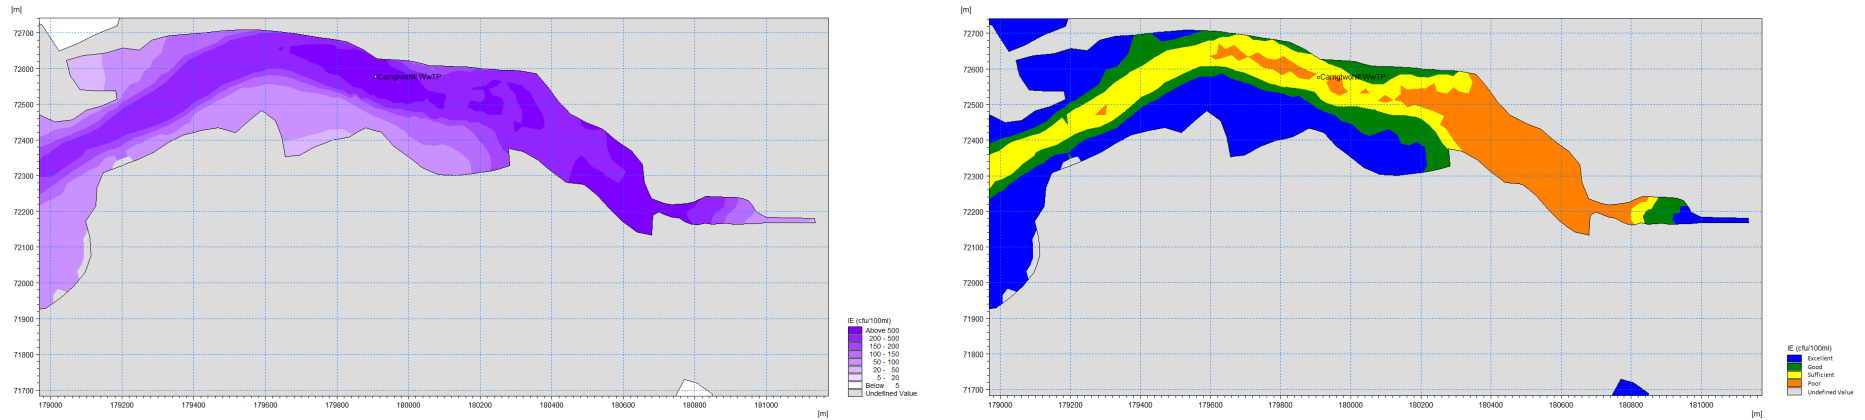 [m]
72700
72600
72500
72400
72300
72200
72100
72000
71900
71800
71700
179000 179200 179400 179600 179800 180000 180200 180400 180600 180800 181000
[m]
Carrigtwohill WwTP
IE (cfu/100ml)
Above 500
200 - 500
150 - 200
100 - 150
50 - 100
20 - 50
5 - 20
Below 5
Undefined Value
[m]
72700
72600
72500
72400
72300
72200
72100
72000
71900
71800
71700
179000 179200 179400 179600 179800 180000 180200 180400 180600 180800 181000
[m]
Carrigtwohill WwTP
IE (cfu/100ml)
Excellent
Good
Sufficient
Poor
Undefined Value